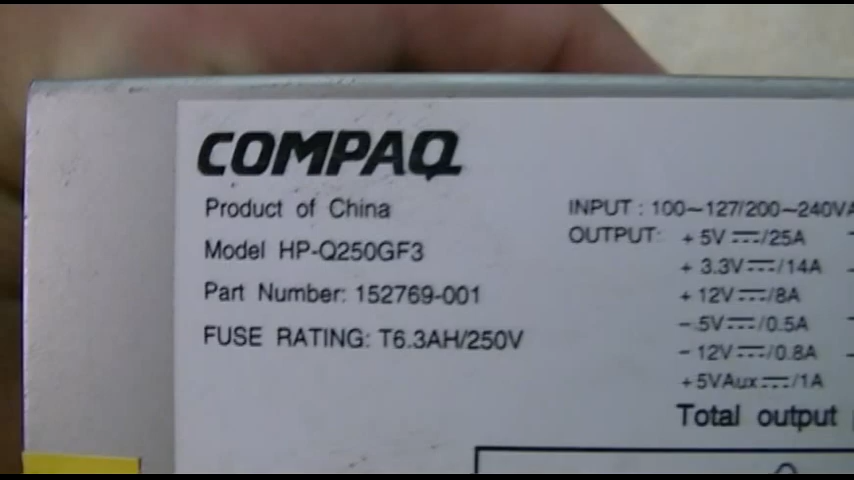 COMPAQ
Product of China
Model HP-Q250GF3
Part Number: 152769-001
FUSE RATING: T6.3AH/250V
INPUT : 100~127/200~240VA
OUTPUT: +5V⎓/25A
+3.3V⎓/14A
+12V⎓/8A
-5V⎓/0.5A
-12V⎓/0.8A
+5VAux⎓/1A
Total output